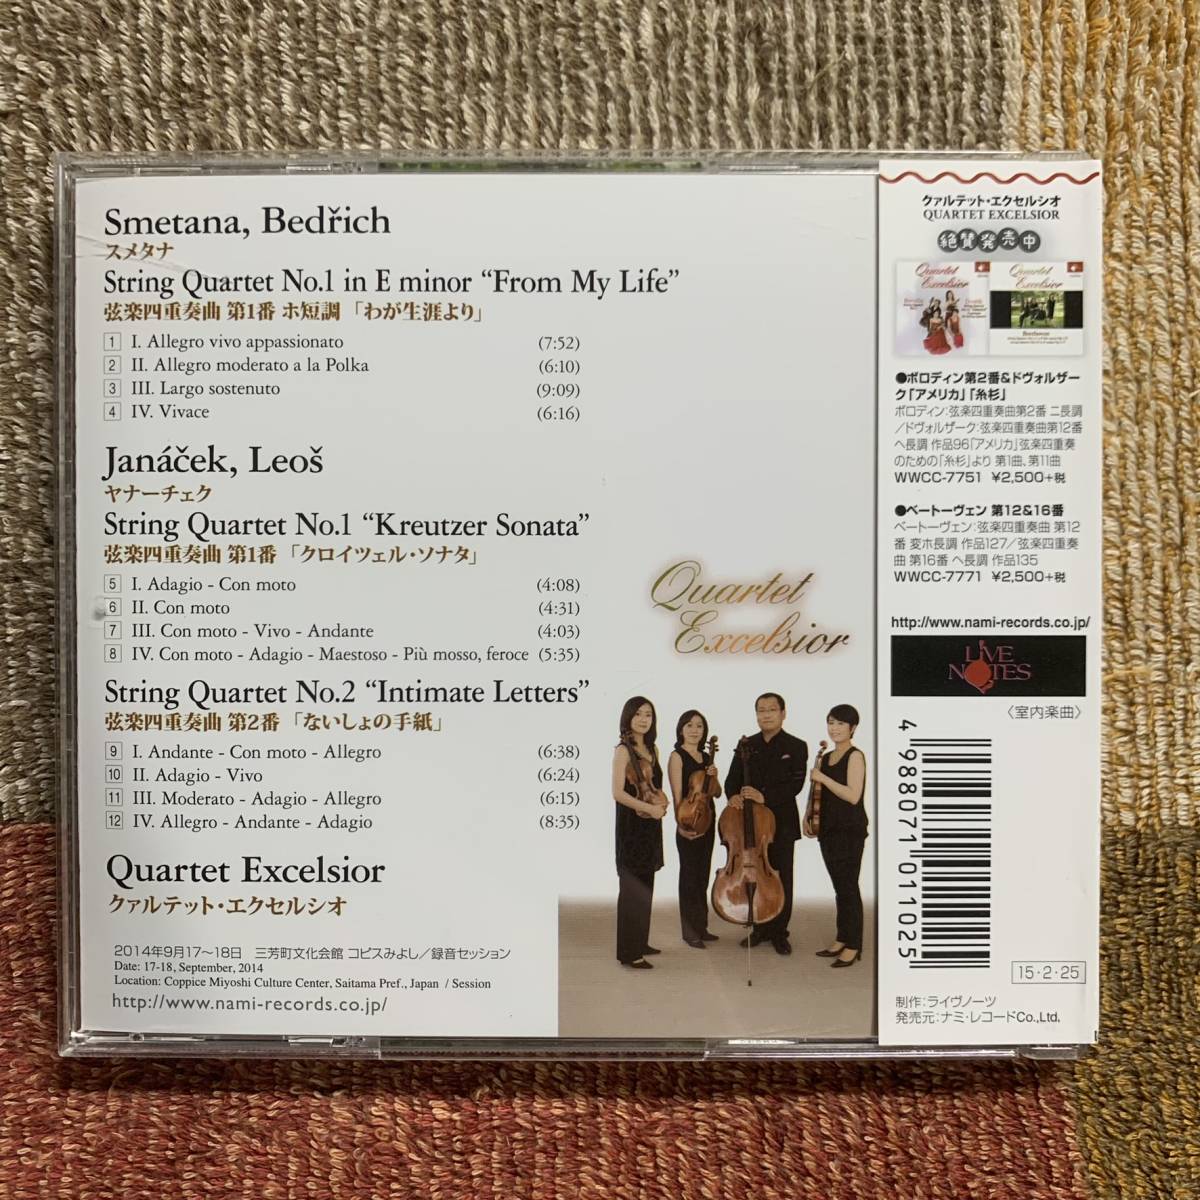 Smetana, Bedřich
スメタナ
String Quartet No.1 in E minor “From My Life”
弦楽四重奏曲 第1番 ホ短調 「わが生涯より」
1 I. Allegro vivo appassionato (7:52)
2 II. Allegro moderato a la Polka (6:10)
3 III. Largo sostenuto (9:09)
4 IV. Vivace (6:16)
Janáček, Leoš
ヤナーチェク
String Quartet No.1 “Kreutzer Sonata”
弦楽四重奏曲 第1番 「クロイツェル・ソナタ」
5 I. Adagio - Con moto (4:08)
6 II. Con moto (4:31)
7 III. Con moto - Vivo - Andante (4:03)
8 IV. Con moto - Adagio - Maestoso - Più mosso, feroce (5:35)
String Quartet No.2 “Intimate Letters”
弦楽四重奏曲 第2番 「ないしょの手紙」
9 I. Andante - Con moto - Allegro (6:38)
10 II. Adagio - Vivo (6:24)
11 III. Moderato - Adagio - Allegro (6:15)
12 IV. Allegro - Andante - Adagio (8:35)
Quartet Excelsior
クァルテット・エクセルシオ
2014年9月17～18日 三芳町文化会館 コピスみよし／録音セッション
Date: 17-18, September, 2014
Location: Coppice Miyoshi Culture Center, Saitama Pref., Japan / Session
http://www.nami-records.co.jp/
Quartet
Excelsior
クァルテット・エクセルシオ
QUARTET EXCELSIOR
絶賛発売中
Quartet
Excelsior
Quartet
Excelsior
Beethoven
●ボロディン第2番&ドヴォルザー
ク「アメリカ」「糸杉」
ボロディン:弦楽四重奏曲第2番 ニ長調
／ドヴォルザーク:弦楽四重奏曲第12番
ヘ長調 作品96「アメリカ」弦楽四重奏
のための「糸杉」より 第1曲、第11曲
WWCC-7751 ¥2,500+税
●ベートーヴェン 第12&16番
ベートーヴェン:弦楽四重奏曲 第12
番 変ホ長調 作品127／弦楽四重奏
曲 第16番 ヘ長調 作品135
WWCC-7771 ¥2,500+税
http://www.nami-records.co.jp/
LIVE
NOTES
〈室内楽曲〉
4 988071 011025
15・2・25
制作：ライヴノーツ
発売元：ナミ・レコードCo.,Ltd.